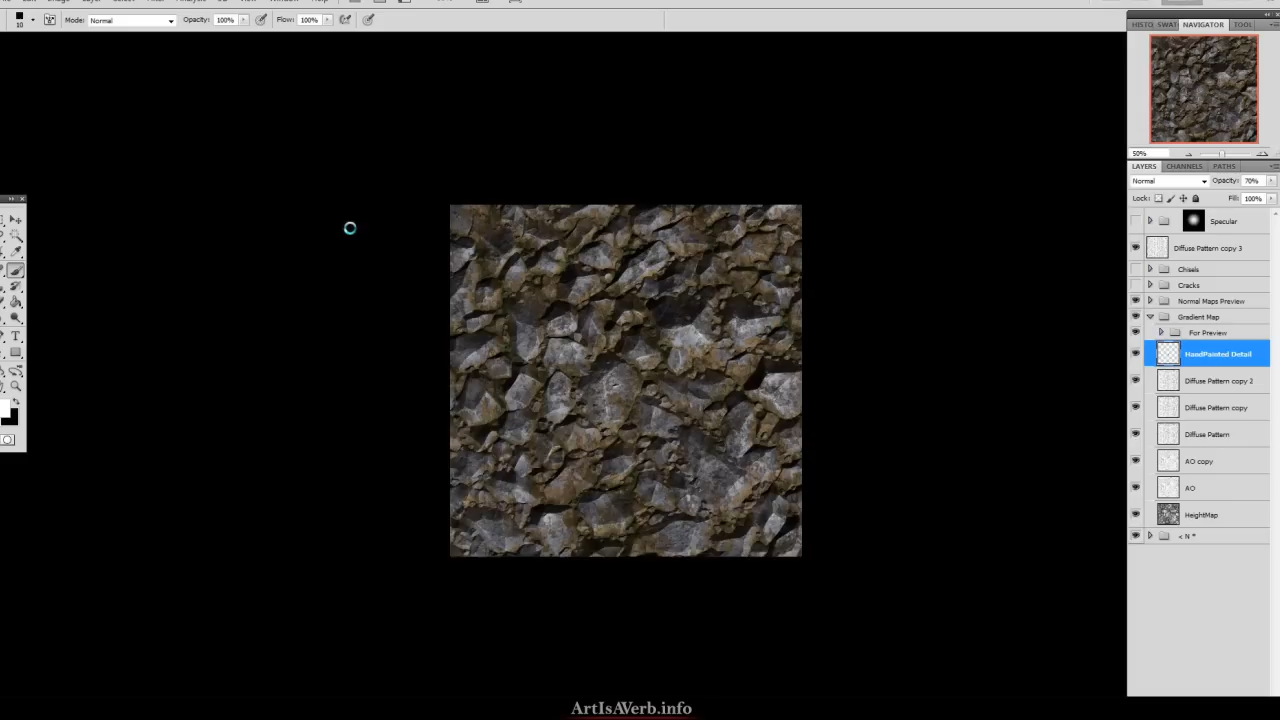 10 Mode: Normal Opacity: 100% Flow: 100%
HISTO SWAT NAVIGATOR TOOL
50%
LAYERS CHANNELS PATHS
Normal Opacity: 70%
Lock: Fill: 100%
Specular
Diffuse Pattern copy 3
Chisels
Cracks
Normal Maps Preview
Gradient Map
For Preview
HandPainted Detail
Diffuse Pattern copy 2
Diffuse Pattern copy
Diffuse Pattern
AO copy
AO
HeightMap
< N *
ArtIsAVerb.info